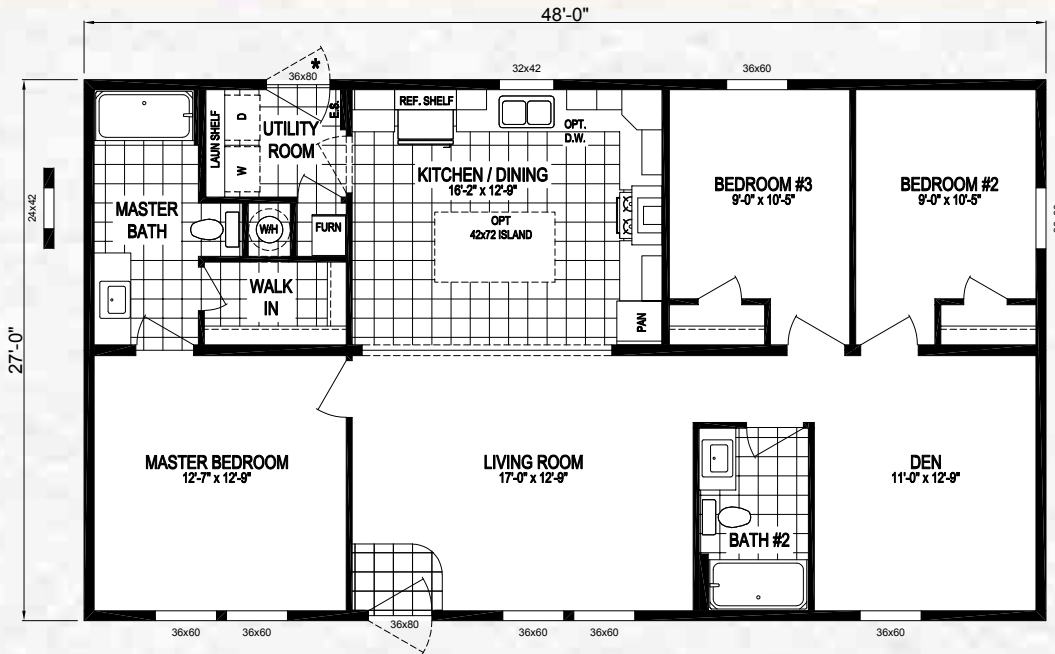 48'-0"
36x80
*
32x42
36x60
27'-0"
24x42
LAUN SHELF
D
W
E.S.
UTILITY
ROOM
REF. SHELF
OPT.
D.W.
KITCHEN / DINING
16'-2" x 12'-9"
OPT
42x72 ISLAND
BEDROOM #3
9'-0" x 10'-5"
BEDROOM #2
9'-0" x 10'-5"
MASTER
BATH
W/H
FURN
WALK
IN
PAN
MASTER BEDROOM
12'-7" x 12'-9"
LIVING ROOM
17'-0" x 12'-9"
DEN
11'-0" x 12'-9"
BATH #2
36x60
36x60
36x80
36x60
36x60
36x60